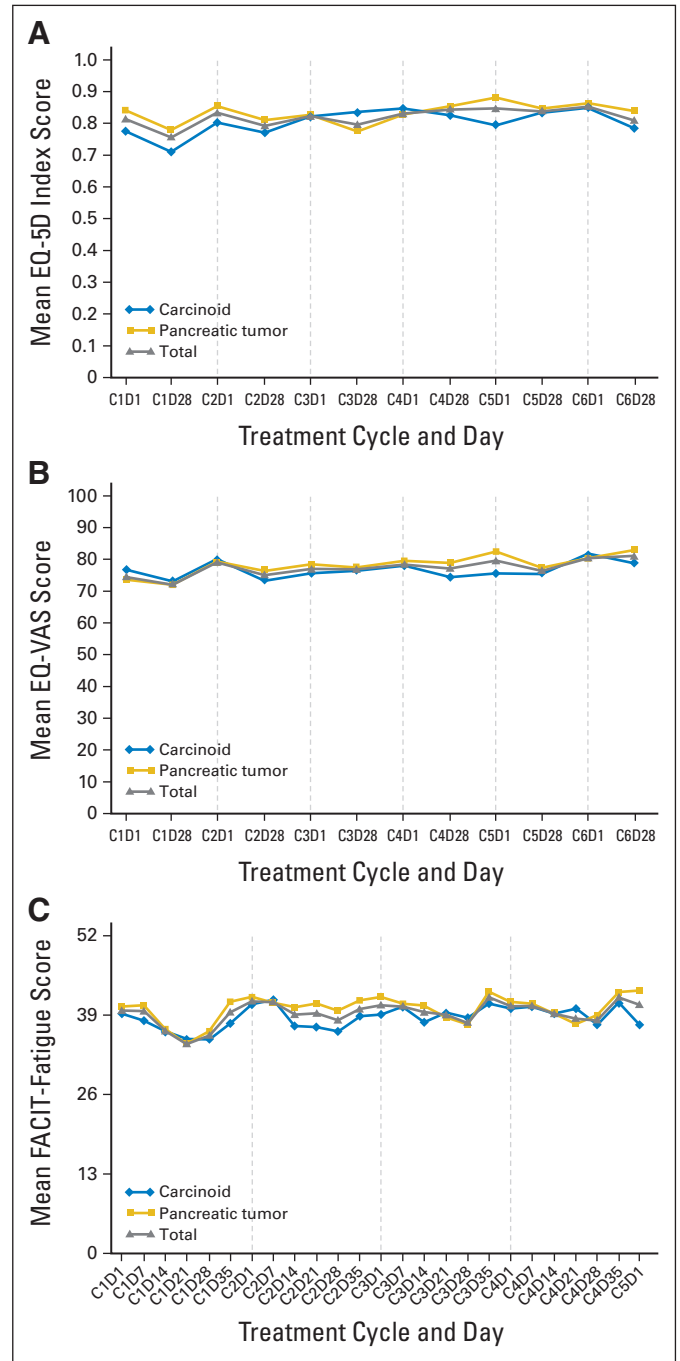 A
Mean EQ-5D Index Score
1.0
0.9
0.8
0.7
0.6
0.5
0.4
0.3
0.2
0.1
0
Carcinoid
Pancreatic tumor
Total
C1D1 C1D28 C2D1 C2D28 C3D1 C3D28 C4D1 C4D28 C5D1 C5D28 C6D1 C6D28
Treatment Cycle and Day
B
Mean EQ-VAS Score
100
90
80
70
60
50
40
30
20
10
0
Carcinoid
Pancreatic tumor
Total
C1D1 C1D28 C2D1 C2D28 C3D1 C3D28 C4D1 C4D28 C5D1 C5D28 C6D1 C6D28
Treatment Cycle and Day
C
Mean FACIT-Fatigue Score
52
39
26
13
0
Carcinoid
Pancreatic tumor
Total
C1D1 C1D7 C1D14 C1D21 C1D28 C1D35 C2D1 C2D7 C2D14 C2D21 C2D28 C2D35 C3D1 C3D7 C3D14 C3D21 C3D28 C3D35 C4D1 C4D7 C4D14 C4D21 C4D28 C4D35 C5D1
Treatment Cycle and Day